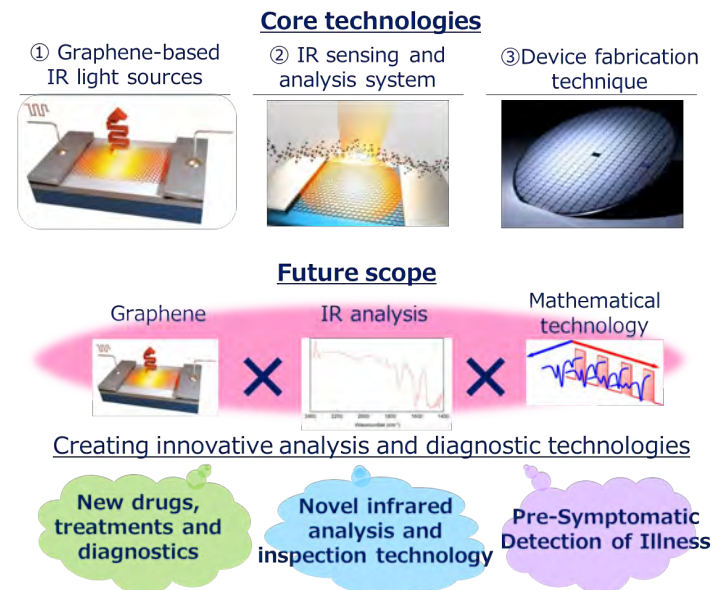 Core technologies
① Graphene-based
IR light sources
② IR sensing and
analysis system
③Device fabrication
technique
Future scope
Graphene
IR analysis
Mathematical
technology
Creating innovative analysis and diagnostic technologies
New drugs,
treatments and
diagnostics
Novel infrared
analysis and
inspection technology
Pre-Symptomatic
Detection of Illness